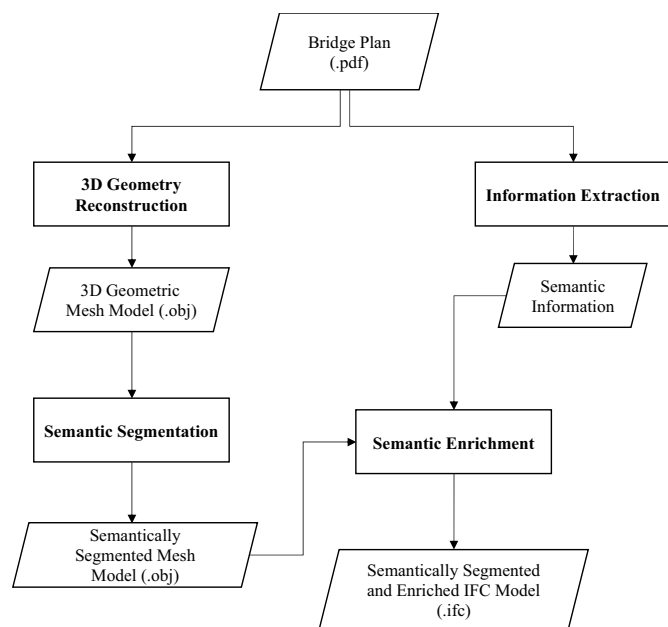 Bridge Plan
(.pdf)
3D Geometry
Reconstruction
Information Extraction
3D Geometric
Mesh Model (.obj)
Semantic
Information
Semantic Segmentation
Semantic Enrichment
Semantically
Segmented Mesh
Model (.obj)
Semantically Segmented
and Enriched IFC Model
(.ifc)